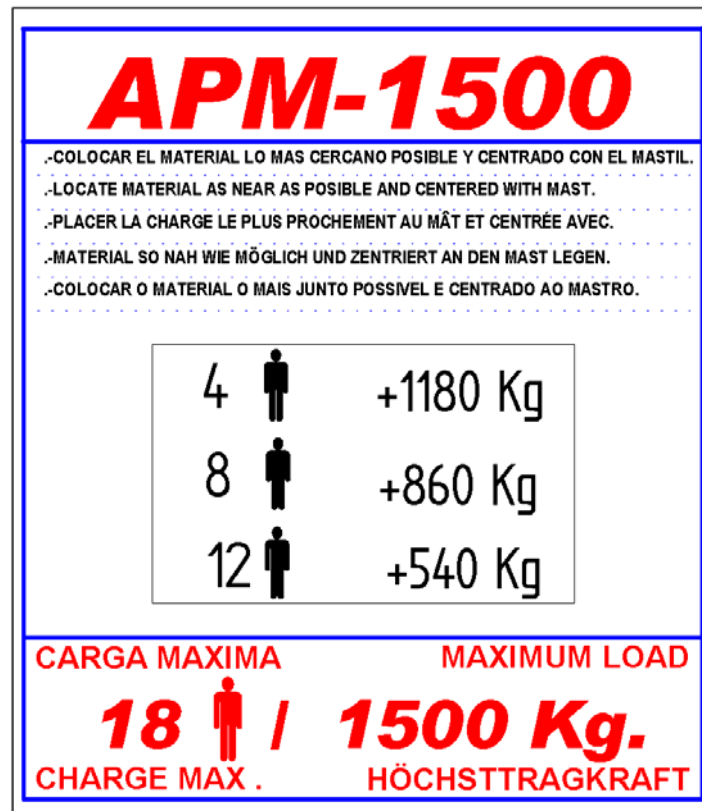 APM-1500
.-COLOCAR EL MATERIAL LO MAS CERCANO POSIBLE Y CENTRADO CON EL MASTIL.
.-LOCATE MATERIAL AS NEAR AS POSIBLE AND CENTERED WITH MAST.
.-PLACER LA CHARGE LE PLUS PROCHEMENT AU MÂT ET CENTRÉE AVEC.
.-MATERIAL SO NAH WIE MÖGLICH UND ZENTRIERT AN DEN MAST LEGEN.
.-COLOCAR O MATERIAL O MAIS JUNTO POSSIVEL E CENTRADO AO MASTRO.
4 +1180 Kg
8 +860 Kg
12 +540 Kg
CARGA MAXIMA MAXIMUM LOAD
18 / 1500 Kg.
CHARGE MAX . HÖCHSTTRAGKRAFT